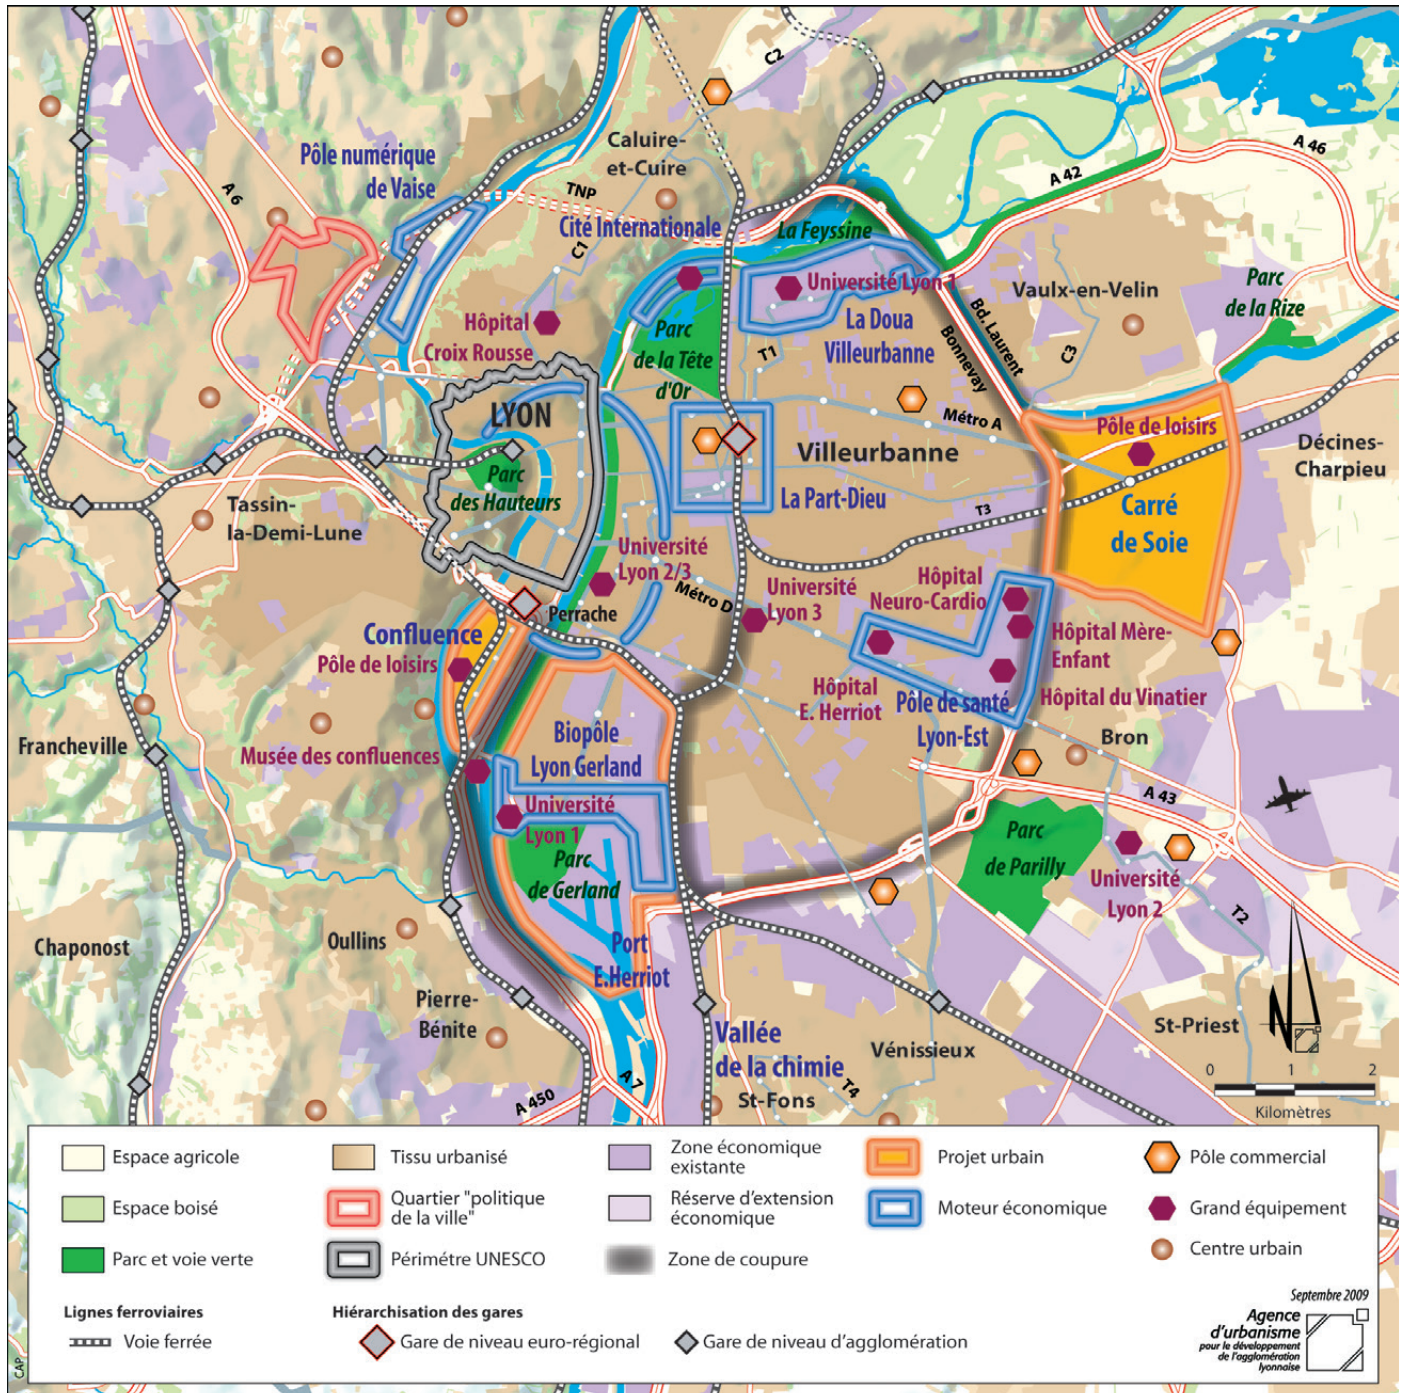 C2
Caluire-
et-Cuire
Pôle numérique
de Vaise
A 6
TNP
A 46
A 42
Cité Internationale
C1
La Feyssine
Université Lyon 1
Vaulx-en-Velin
Parc
de la Rize
Hôpital
Croix Rousse
Parc
de la Tête
d'Or
La Doua
Villeurbanne
T1
Bd. Laurent
Bonnevay
C3
LYON
Métro A
Pôle de loisirs
Villeurbanne
Décines-
Charpieu
Parc
des Hauteurs
La Part-Dieu
Tassin-
la-Demi-Lune
T3
Carré
de Soie
Université
Lyon 2/3
Métro D
Université
Lyon 3
Hôpital
Neuro-Cardio
Perrache
Confluence
Pôle de loisirs
Hôpital Mère-
Enfant
Hôpital
E. Herriot
Pôle de santé
Lyon-Est
Hôpital du Vinatier
Francheville
Musée des confluences
Biopôle
Lyon Gerland
Bron
A 43
Université
Lyon 1
Parc
de Gerland
Parc
de Parilly
Université
Lyon 2
T2
Chaponost
Oullins
Port
E.Herriot
Pierre-
Bénite
Vallée
de la chimie
Vénissieux
St-Priest
N
A 7
A 450
St-Fons
T4
0 1 2
Kilomètres
Espace agricole
Tissu urbanisé
Zone économique
existante
Projet urbain
Pôle commercial
Espace boisé
Quartier "politique
de la ville"
Réserve d'extension
économique
Moteur économique
Grand équipement
Parc et voie verte
Périmétre UNESCO
Zone de coupure
Centre urbain
Lignes ferroviaires
Hiérarchisation des gares
Voie ferrée
Gare de niveau euro-régional
Gare de niveau d'agglomération
Septembre 2009
Agence
d'urbanisme
pour le développement
de l'agglomération
lyonnaise
CAP